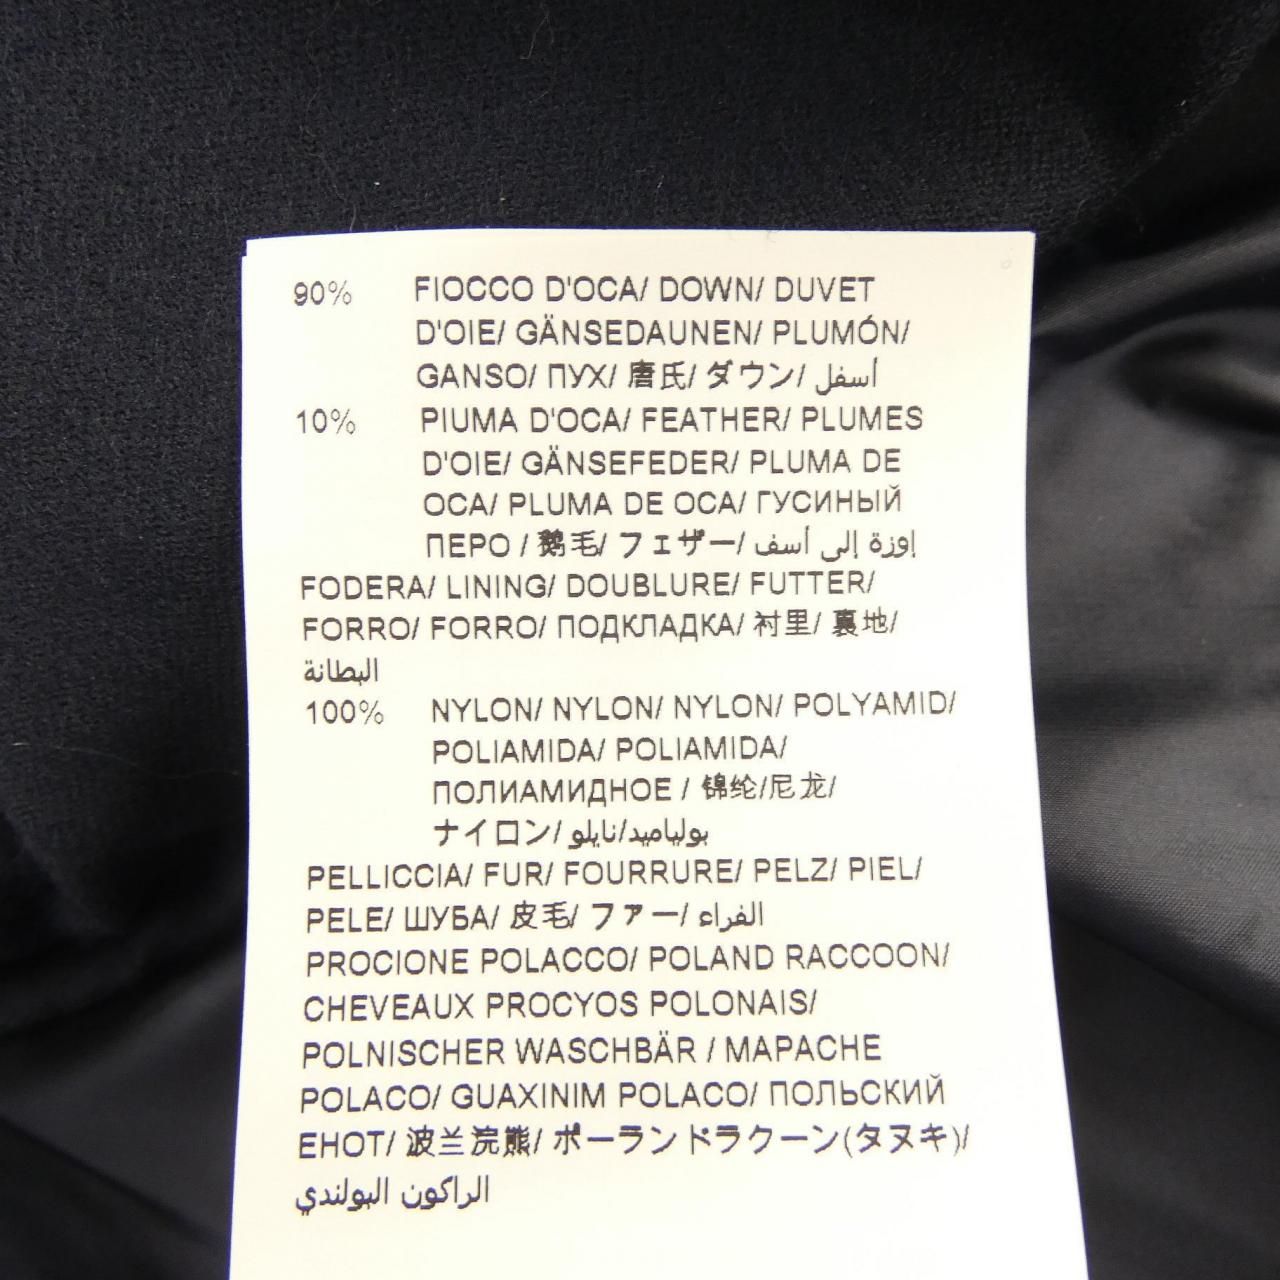 90% FIOCCO D'OCA/ DOWN/ DUVET
D'OIE/ GÄNSEDAUNEN/ PLUMÓN/
GANSO/ ПУХ/ 唐氏/ ダウン/ أسفل
10% PIUMA D'OCA/ FEATHER/ PLUMES
D'OIE/ GÄNSEFEDER/ PLUMA DE
OCA/ PLUMA DE OCA/ ГУСИНЫЙ
ПЕРО / 鹅毛/ フェザー/ إوزة إلى أسف
FODERA/ LINING/ DOUBLURE/ FUTTER/
FORRO/ FORRO/ ПОДКЛАДКА/ 衬里/ 裏地/
البطانة
100% NYLON/ NYLON/ NYLON/ POLYAMID/
POLIAMIDA/ POLIAMIDA/
ПОЛИАМИДНОЕ / 锦纶/尼龙/
ナイロン/ بولياميد/نايلو
PELLICCIA/ FUR/ FOURRURE/ PELZ/ PIEL/
PELE/ ШУБА/ 皮毛/ ファー/ الفراء
PROCIONE POLACCO/ POLAND RACCOON/
CHEVEAUX PROCYOS POLONAIS/
POLNISCHER WASCHBÄR / MAPACHE
POLACO/ GUAXINIM POLACO/ ПОЛЬСКИЙ
ЕНОТ/ 波兰浣熊/ ポーランドラクーン(タヌキ)/
الراكون البولندي